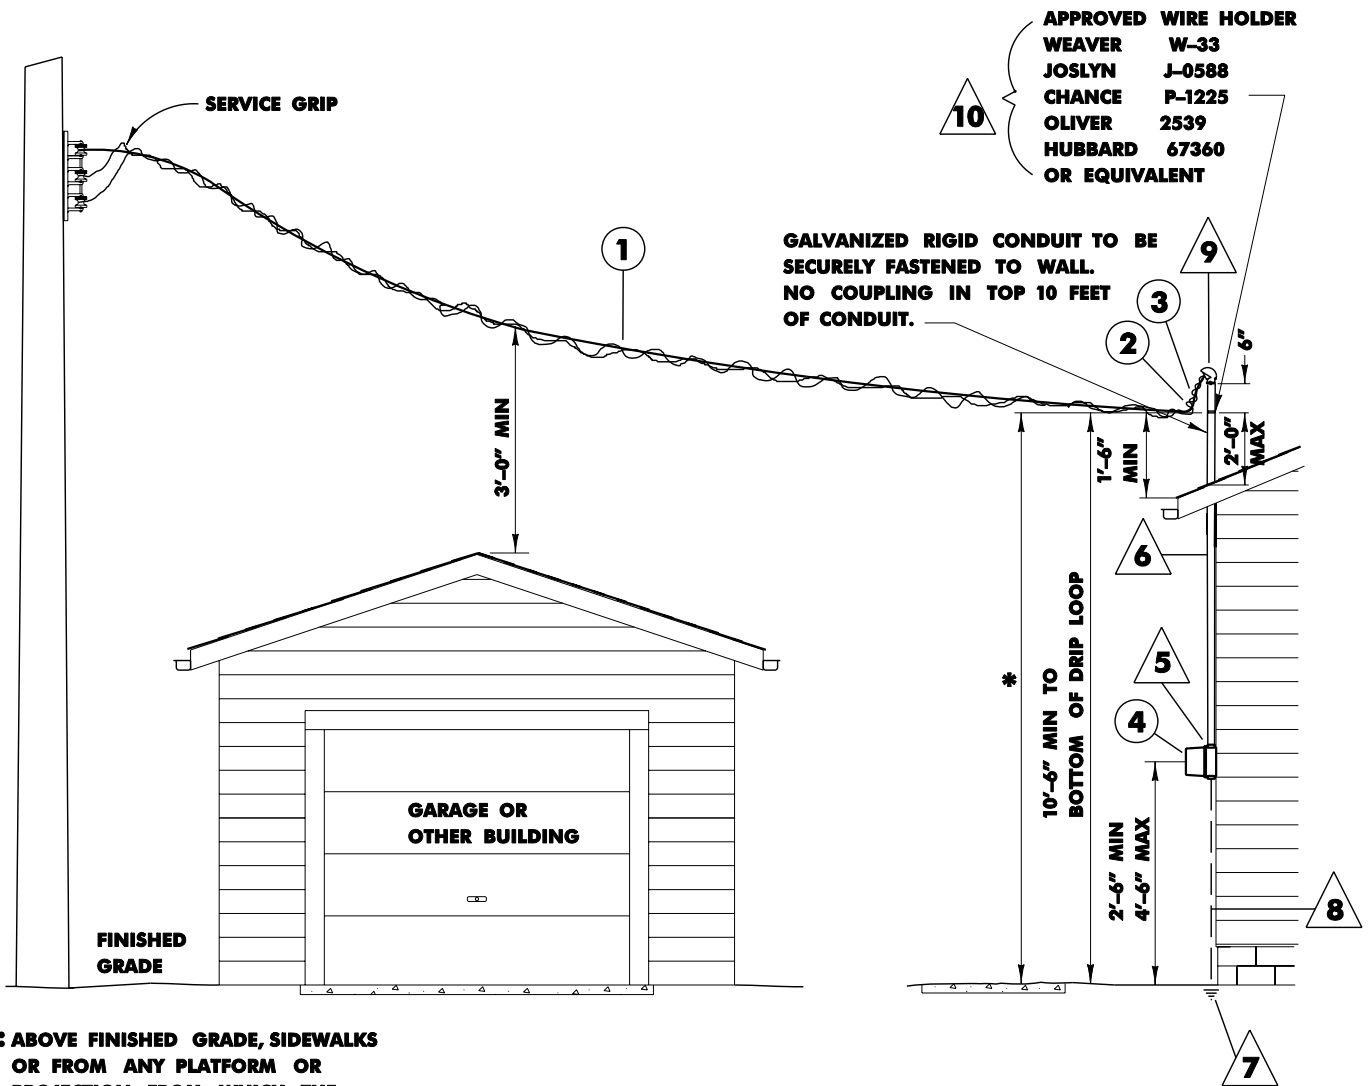 APPROVED WIRE HOLDER
WEAVER W–33
JOSLYN J–0588
CHANCE P–1225
OLIVER 2539
HUBBARD 67360
OR EQUIVALENT
10
SERVICE GRIP
1
GALVANIZED RIGID CONDUIT TO BE
SECURELY FASTENED TO WALL.
NO COUPLING IN TOP 10 FEET
OF CONDUIT.
9
3
2
6"
3'–0" MIN
1'–6"
MIN
2'–0"
MAX
6
5
4
*
10'–6" MIN TO
BOTTOM OF DRIP LOOP
GARAGE OR
OTHER BUILDING
2'–6" MIN
4'–6" MAX
8
FINISHED
GRADE
7
: ABOVE FINISHED GRADE, SIDEWALKS
OR FROM ANY PLATFORM OR
PROJECTION FROM WHICH THE